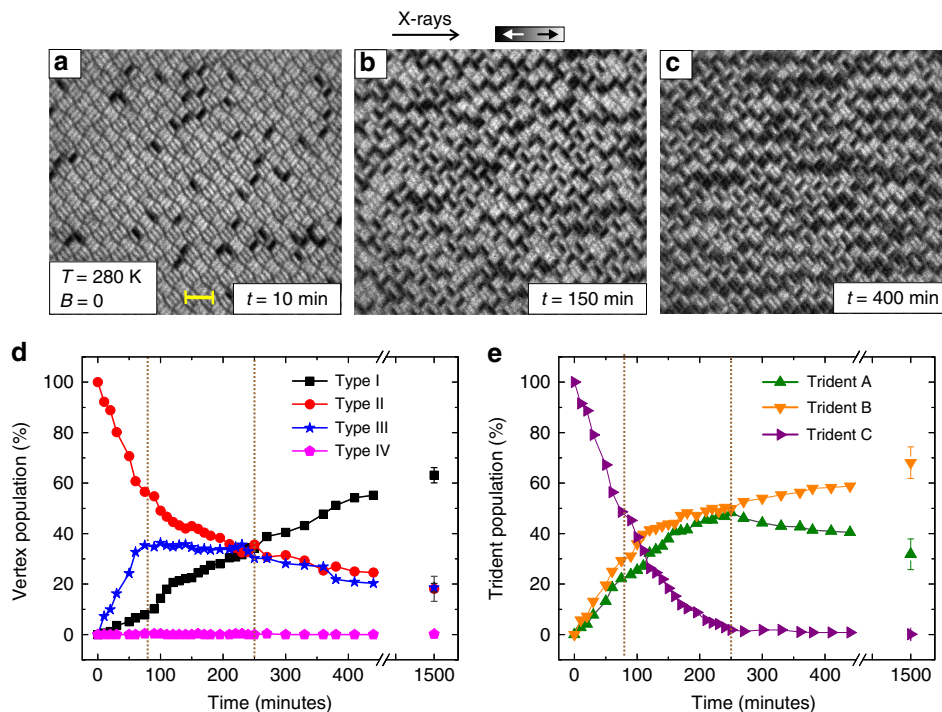 X-rays
a
b
c
T = 280 K
B = 0
t = 10 min
t = 150 min
t = 400 min
d
e
100
80
60
40
20
0
Vertex population (%)
Type I
Type II
Type III
Type IV
0
100
200
300
400
1500
Time (minutes)
100
80
60
40
20
0
Trident population (%)
Trident A
Trident B
Trident C
0
100
200
300
400
1500
Time (minutes)